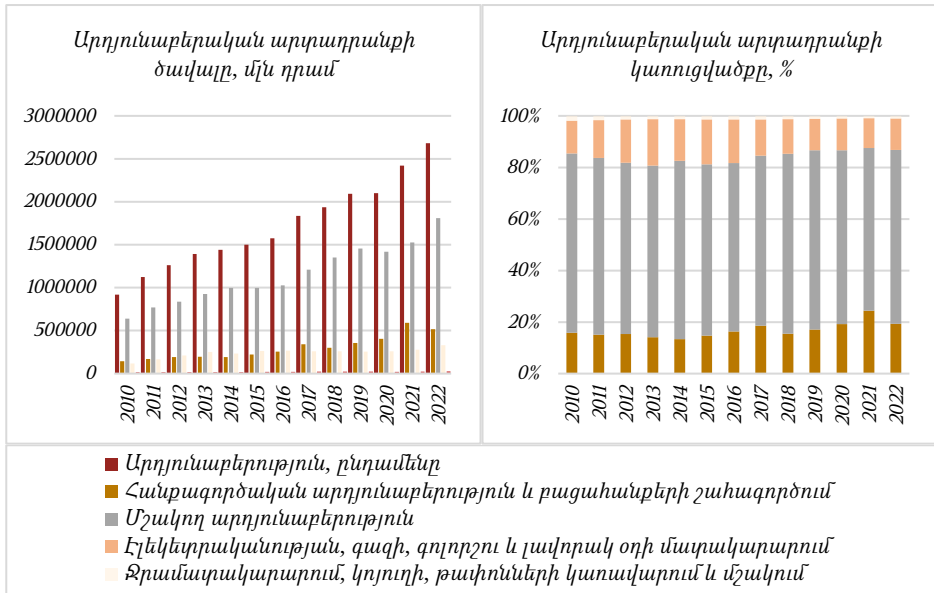 Արդյունաբերական արտադրանքի
ծավալը, մլն դրամ
3000000
2500000
2000000
1500000
1000000
500000
0
2010 2011 2012 2013 2014 2015 2016 2017 2018 2019 2020 2021 2022
Արդյունաբերական արտադրանքի
կառուցվածքը, %
100%
80%
60%
40%
20%
0%
2010 2011 2012 2013 2014 2015 2016 2017 2018 2019 2020 2021 2022
Արդյունաբերություն, ընդամենը
Հանքագործական արդյունաբերություն և բացահանքերի շահագործում
Մշակող արդյունաբերություն
Էլեկետրականության, գազի, գոլորշու և լավորակ օդի մատակարարում
Ջրամատակարարում, կոյուղի, թափոնների կառավարում և մշակում